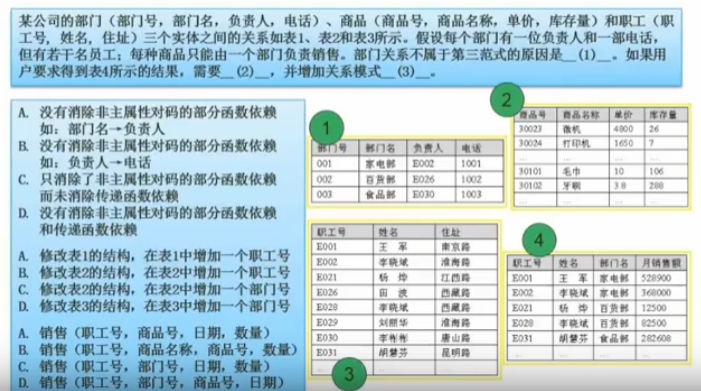 某公司的部门（部门号，部门名，负责人，电话）、商品（商品号，商品名称，单价，库存量）和职工（职
工号，姓名，住址）三个实体之间的关系如表1、表2和表3所示。假设每个部门有一位负责人和一部电话，
但有若干名员工；每种商品只能由一个部门负责销售。部门关系不属于第三范式的原因是__(1)__。如果用
户要求得到表4所示的结果，需要__(2)__，并增加关系模式__(3)__。
A. 没有消除非主属性对码的部分函数依赖
如：部门名→负责人
B. 没有消除非主属性对码的部分函数依赖
如：负责人→电话
C. 只消除了非主属性对码的部分函数依赖
而未消除传递函数依赖
D. 没有消除非主属性对码的部分函数依赖
和传递函数依赖
A. 修改表1的结构，在表1中增加一个职工号
B. 修改表2的结构，在表2中增加一个职工号
C. 修改表2的结构，在表2中增加一个部门号
D. 修改表3的结构，在表3中增加一个部门号
A. 销售（职工号，商品号，日期，数量）
B. 销售（职工号，商品名称，商品号，数量）
C. 销售（职工号，部门号，日期，数量）
D. 销售（职工号，部门号，商品号，日期）
1
部门号 部门名 负责人 电话
001 家电部 E002 1001
002 百货部 E026 1002
003 食品部 E030 1003
2
商品号 商品名称 单价 库存量
30023 微机 4800 26
30024 打印机 1650 7
... ... ... ...
30101 毛巾 10 106
30102 牙刷 3.8 288
... ... ...
职工号 姓名 住址
E001 王 军 南京路
E002 李晓斌 淮海路
E021 杨 烨 江西路
E026 田 波 西藏路
E028 李晓斌 西藏路
E029 刘丽华 淮海路
E030 李彬彬 唐山路
E031 胡慧芬 昆明路
... ... ...
3
4
职工号 姓名 部门名 月销售额
E001 王 军 家电部 528900
E002 李晓斌 家电部 368000
E021 杨 烨 百货部 12500
E028 李晓斌 百货部 82500
E031 胡慧芬 食品部 282608
... ... ... ...